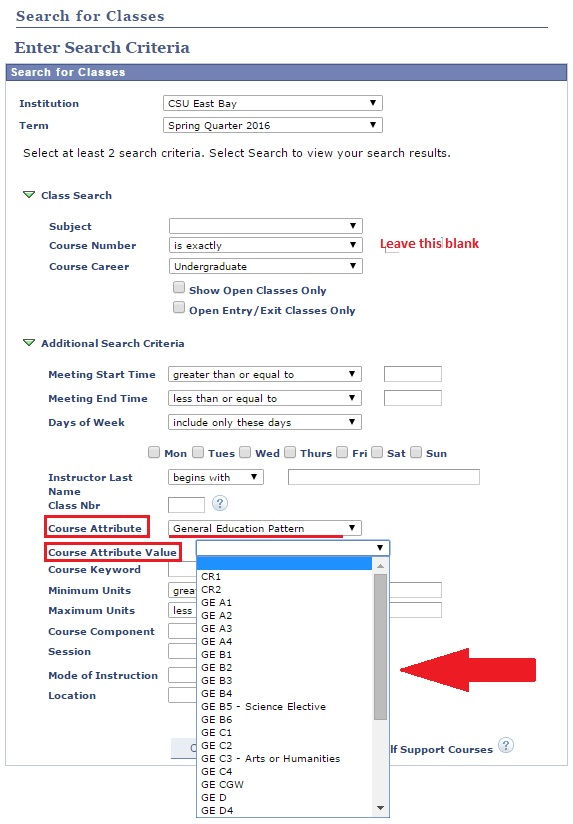 Search for Classes
Enter Search Criteria
Search for Classes
Institution CSU East Bay
Term Spring Quarter 2016
Select at least 2 search criteria. Select Search to view your search results.
Class Search
Subject
Course Number is exactly Leave this blank
Course Career Undergraduate
Show Open Classes Only
Open Entry/Exit Classes Only
Additional Search Criteria
Meeting Start Time greater than or equal to
Meeting End Time less than or equal to
Days of Week include only these days
Mon Tues Wed Thurs Fri Sat Sun
Instructor Last Name begins with
Class Nbr ?
Course Attribute General Education Pattern
Course Attribute Value
Course Keyword
CR1
CR2
Minimum Units grea
GE A1
Maximum Units less
GE A2
Course Component
GE A3
GE A4
Session
GE B1
GE B2
Mode of Instruction
GE B3
Location
GE B4
GE B5 - Science Elective
GE B6
GE C1
GE C2
lf Support Courses ?
GE C3 - Arts or Humanities
GE C4
GE CGW
GE D
GE D4